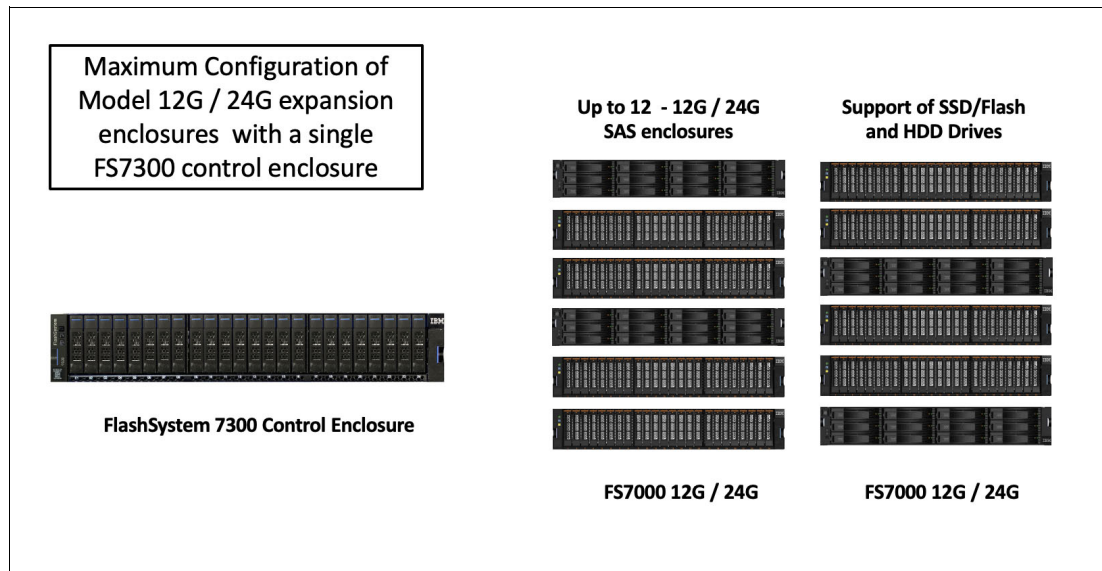 Maximum Configuration of
Model 12G / 24G expansion
enclosures with a single
FS7300 control enclosure
Up to 12 - 12G / 24G
SAS enclosures
Support of SSD/Flash
and HDD Drives
IBM
FlashSystem 7300 Control Enclosure
FS7000 12G / 24G
FS7000 12G / 24G